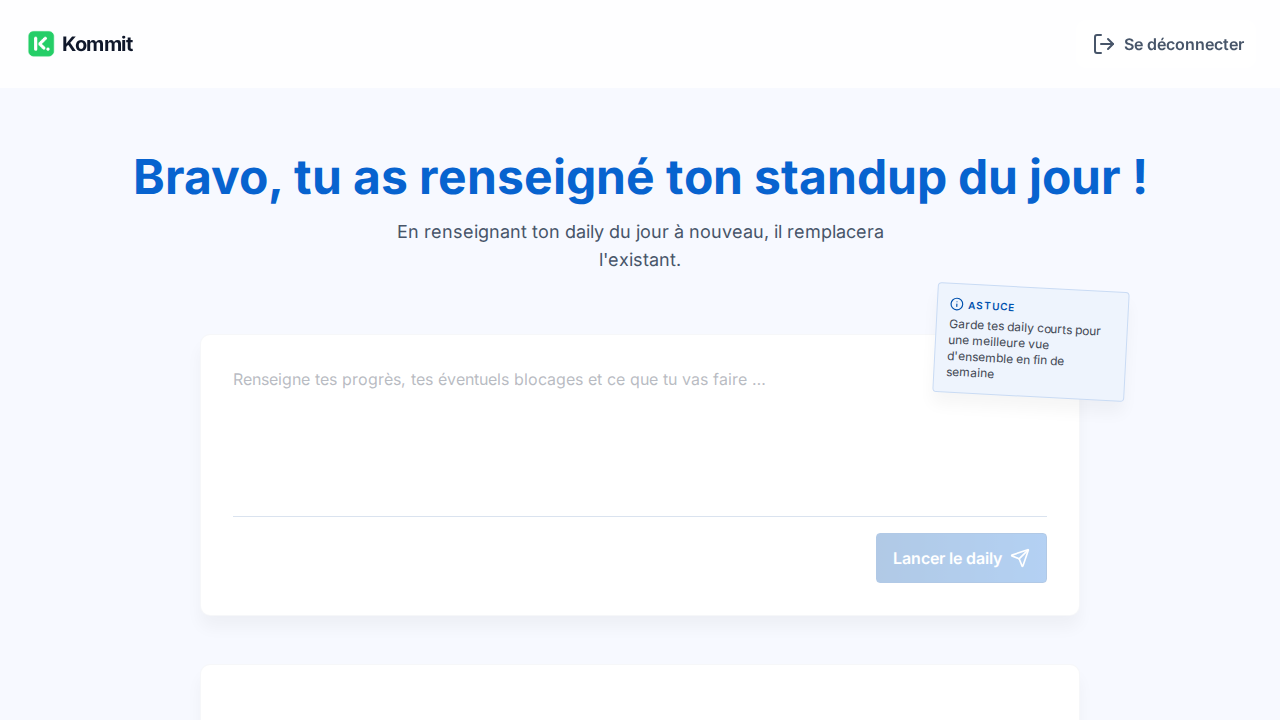 Kommit
Se déconnecter
Bravo, tu as renseigné ton standup du jour !
En renseignant ton daily du jour à nouveau, il remplacera
l'existant.
ASTUCE
Garde tes daily courts pour
une meilleure vue
d'ensemble en fin de
semaine
Renseigne tes progrès, tes éventuels blocages et ce que tu vas faire ...
Lancer le daily